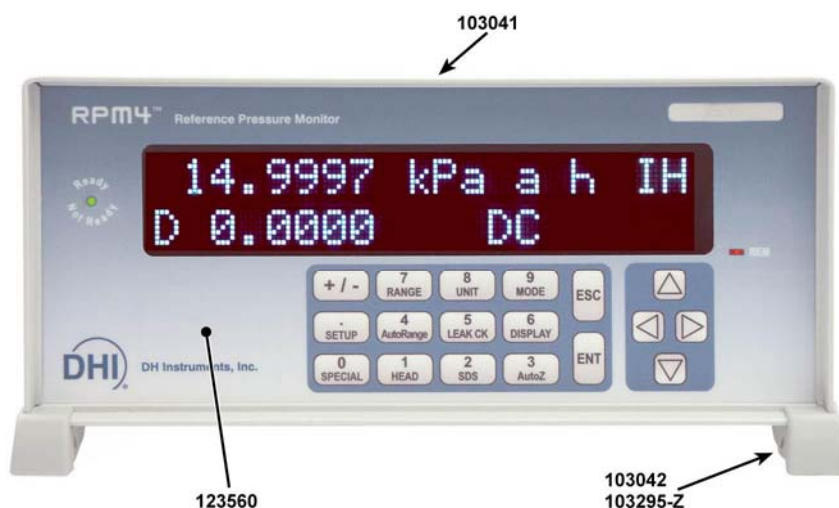 103041
RPM4™ Reference Pressure Monitor
Ready
Not Ready
14.9997 kPa a h IH
D 0.0000 DC
+ / - 7 8 9 ESC
RANGE UNIT MODE
. 4 5 6
SETUP AutoRange LEAK CK DISPLAY
0 1 2 3 ENT
SPECIAL HEAD SDS AutoZ
DHI DH Instruments, Inc.
123560
103042
103295-Z